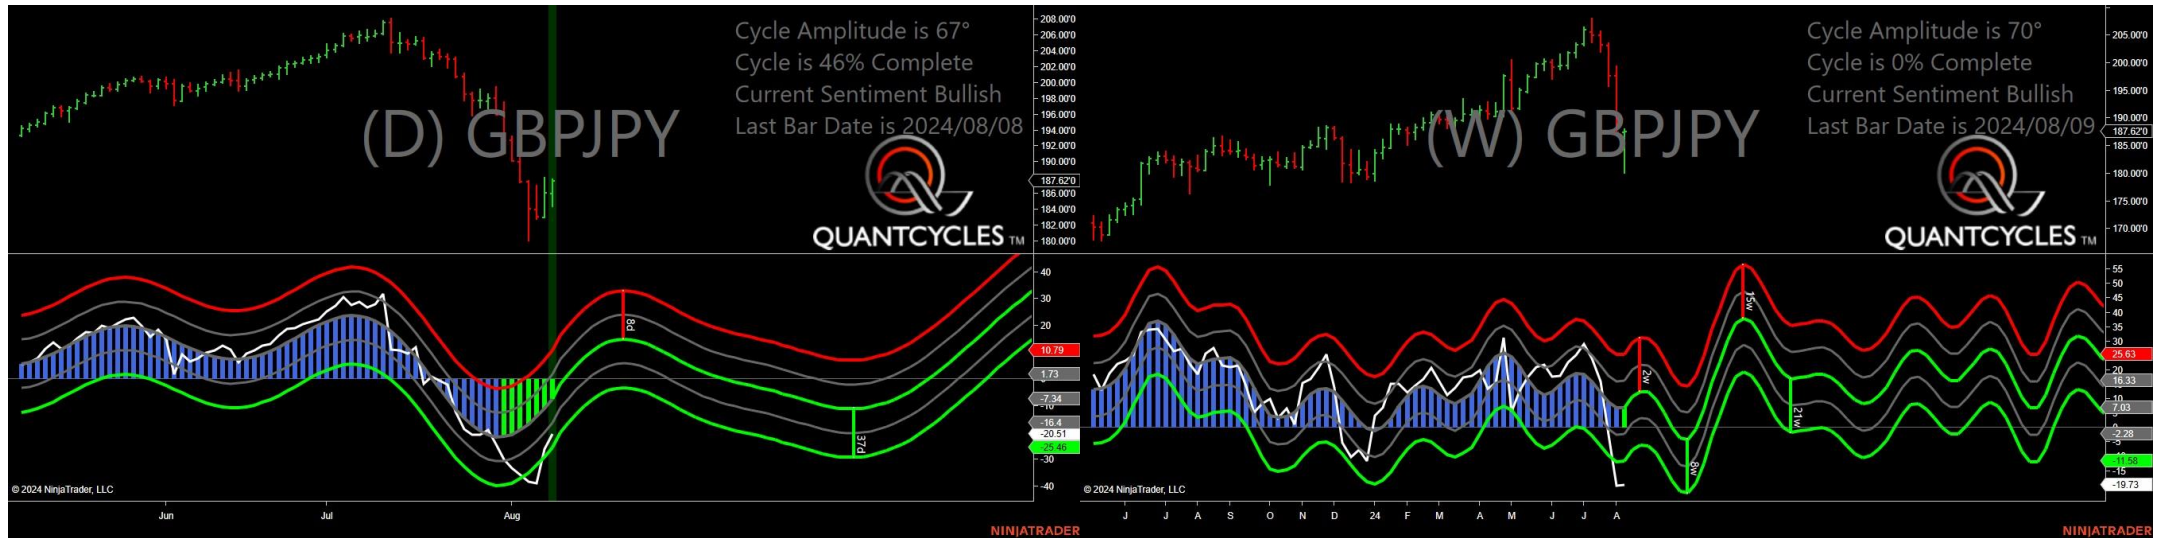 Cycle Amplitude is 67°
Cycle is 46% Complete
Current Sentiment Bullish
Last Bar Date is 2024/08/08
(D) GBPJPY
QUANTCYCLES TM
208.00'0
206.00'0
204.00'0
202.00'0
200.00'0
198.00'0
196.00'0
194.00'0
192.00'0
190.00'0
187.62'0
186.00'0
184.00'0
182.00'0
180.00'0
40
30
20
10.79
1.73
-7.34
-16.4
-20.51
-25.46
-30
-40
8d
37d
© 2024 NinjaTrader, LLC
Jun Jul Aug
NINJATRADER
Cycle Amplitude is 70°
Cycle is 0% Complete
Current Sentiment Bullish
Last Bar Date is 2024/08/09
(W) GBPJPY
QUANTCYCLES TM
205.00'0
200.00'0
195.00'0
190.00'0
187.62'0
185.00'0
180.00'0
175.00'0
170.00'0
55
50
45
40
35
30
25.63
20
16.33
10
7.03
-2.28
-5
-11.58
-15
-19.73
2w
8w
15w
21w
© 2024 NinjaTrader, LLC
J J A S O N D 24 F M A M J J A
NINJATRADER